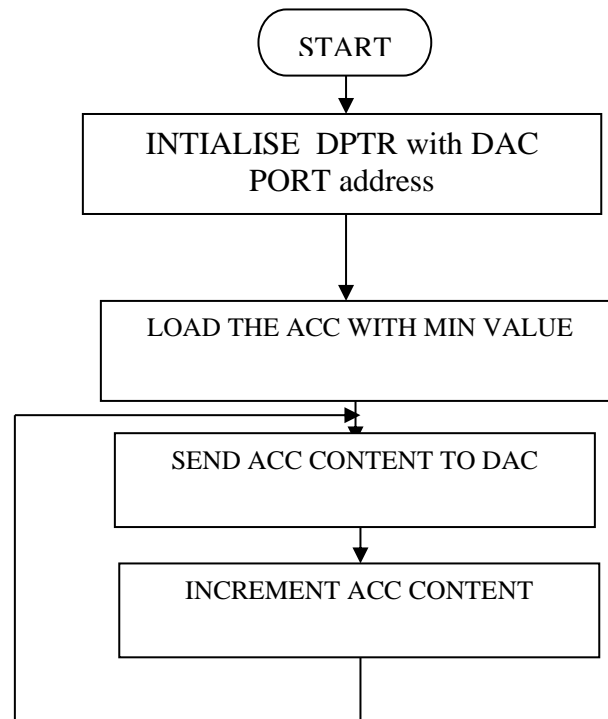 START
INTIALISE DPTR with DAC
PORT address
LOAD THE ACC WITH MIN VALUE
SEND ACC CONTENT TO DAC
INCREMENT ACC CONTENT